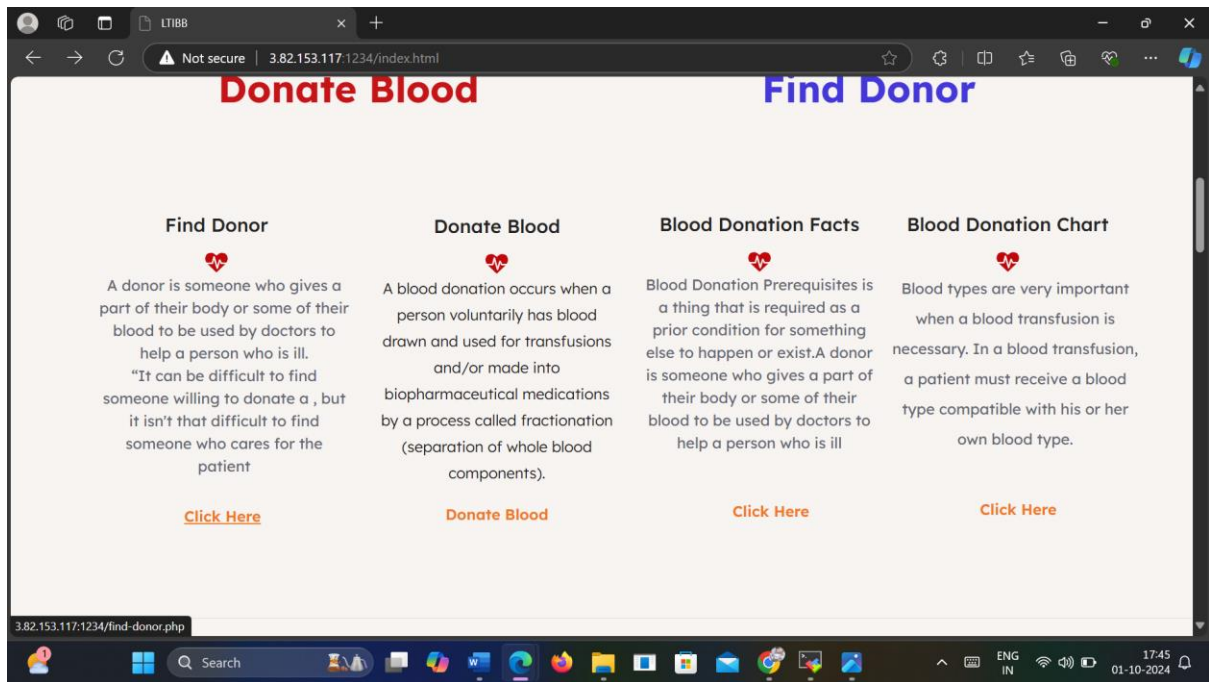 LTIBB
Not secure
3.82.153.117:1234/index.html
Donate Blood
Find Donor
Find Donor
A donor is someone who gives a
part of their body or some of their
blood to be used by doctors to
help a person who is ill.
“It can be difficult to find
someone willing to donate a , but
it isn't that difficult to find
someone who cares for the
patient
Click Here
Donate Blood
A blood donation occurs when a
person voluntarily has blood
drawn and used for transfusions
and/or made into
biopharmaceutical medications
by a process called fractionation
(separation of whole blood
components).
Donate Blood
Blood Donation Facts
Blood Donation Prerequisites is
a thing that is required as a
prior condition for something
else to happen or exist.A donor
is someone who gives a part of
their body or some of their
blood to be used by doctors to
help a person who is ill
Click Here
Blood Donation Chart
Blood types are very important
when a blood transfusion is
necessary. In a blood transfusion,
a patient must receive a blood
type compatible with his or her
own blood type.
Click Here
3.82.153.117:1234/find-donor.php
1
Search
ENG
IN
17:45
01-10-2024